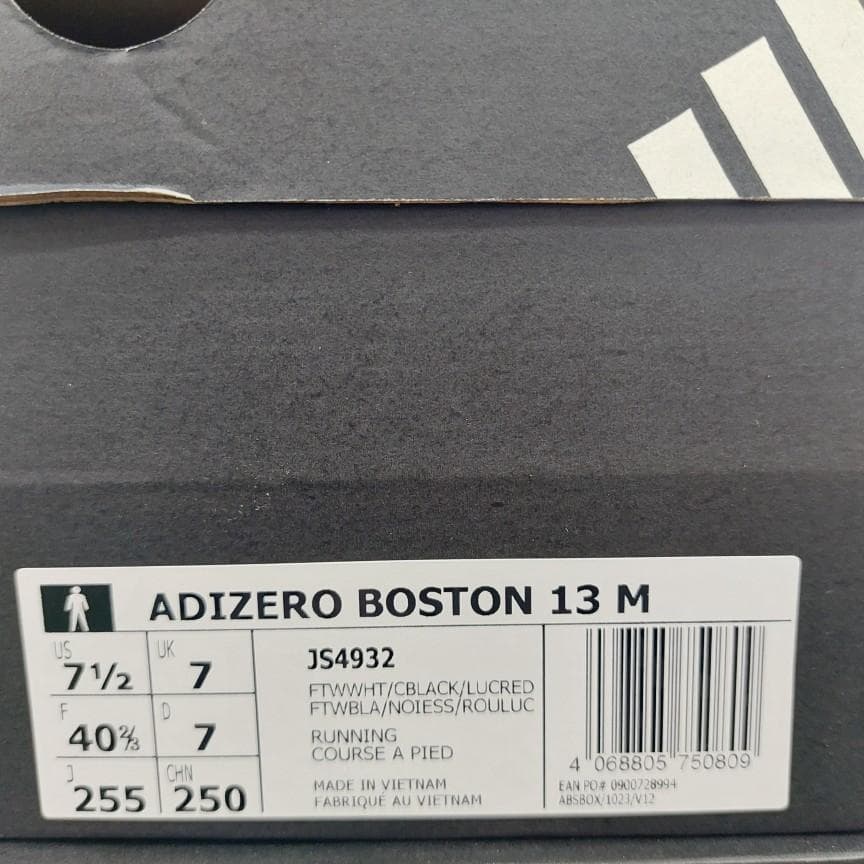 ADIZERO BOSTON 13 M
US
7½
UK
7
F
40⅔
D
7
J
255
CHN
250
JS4932
FTWWHT/CBLACK/LUCRED
FTWBLA/NOIESS/ROULUC
RUNNING
COURSE A PIED
MADE IN VIETNAM
FABRIQUÉ AU VIETNAM
4 068805 750809
EAN PO# 0900728994
ABSBOX/1023/V12